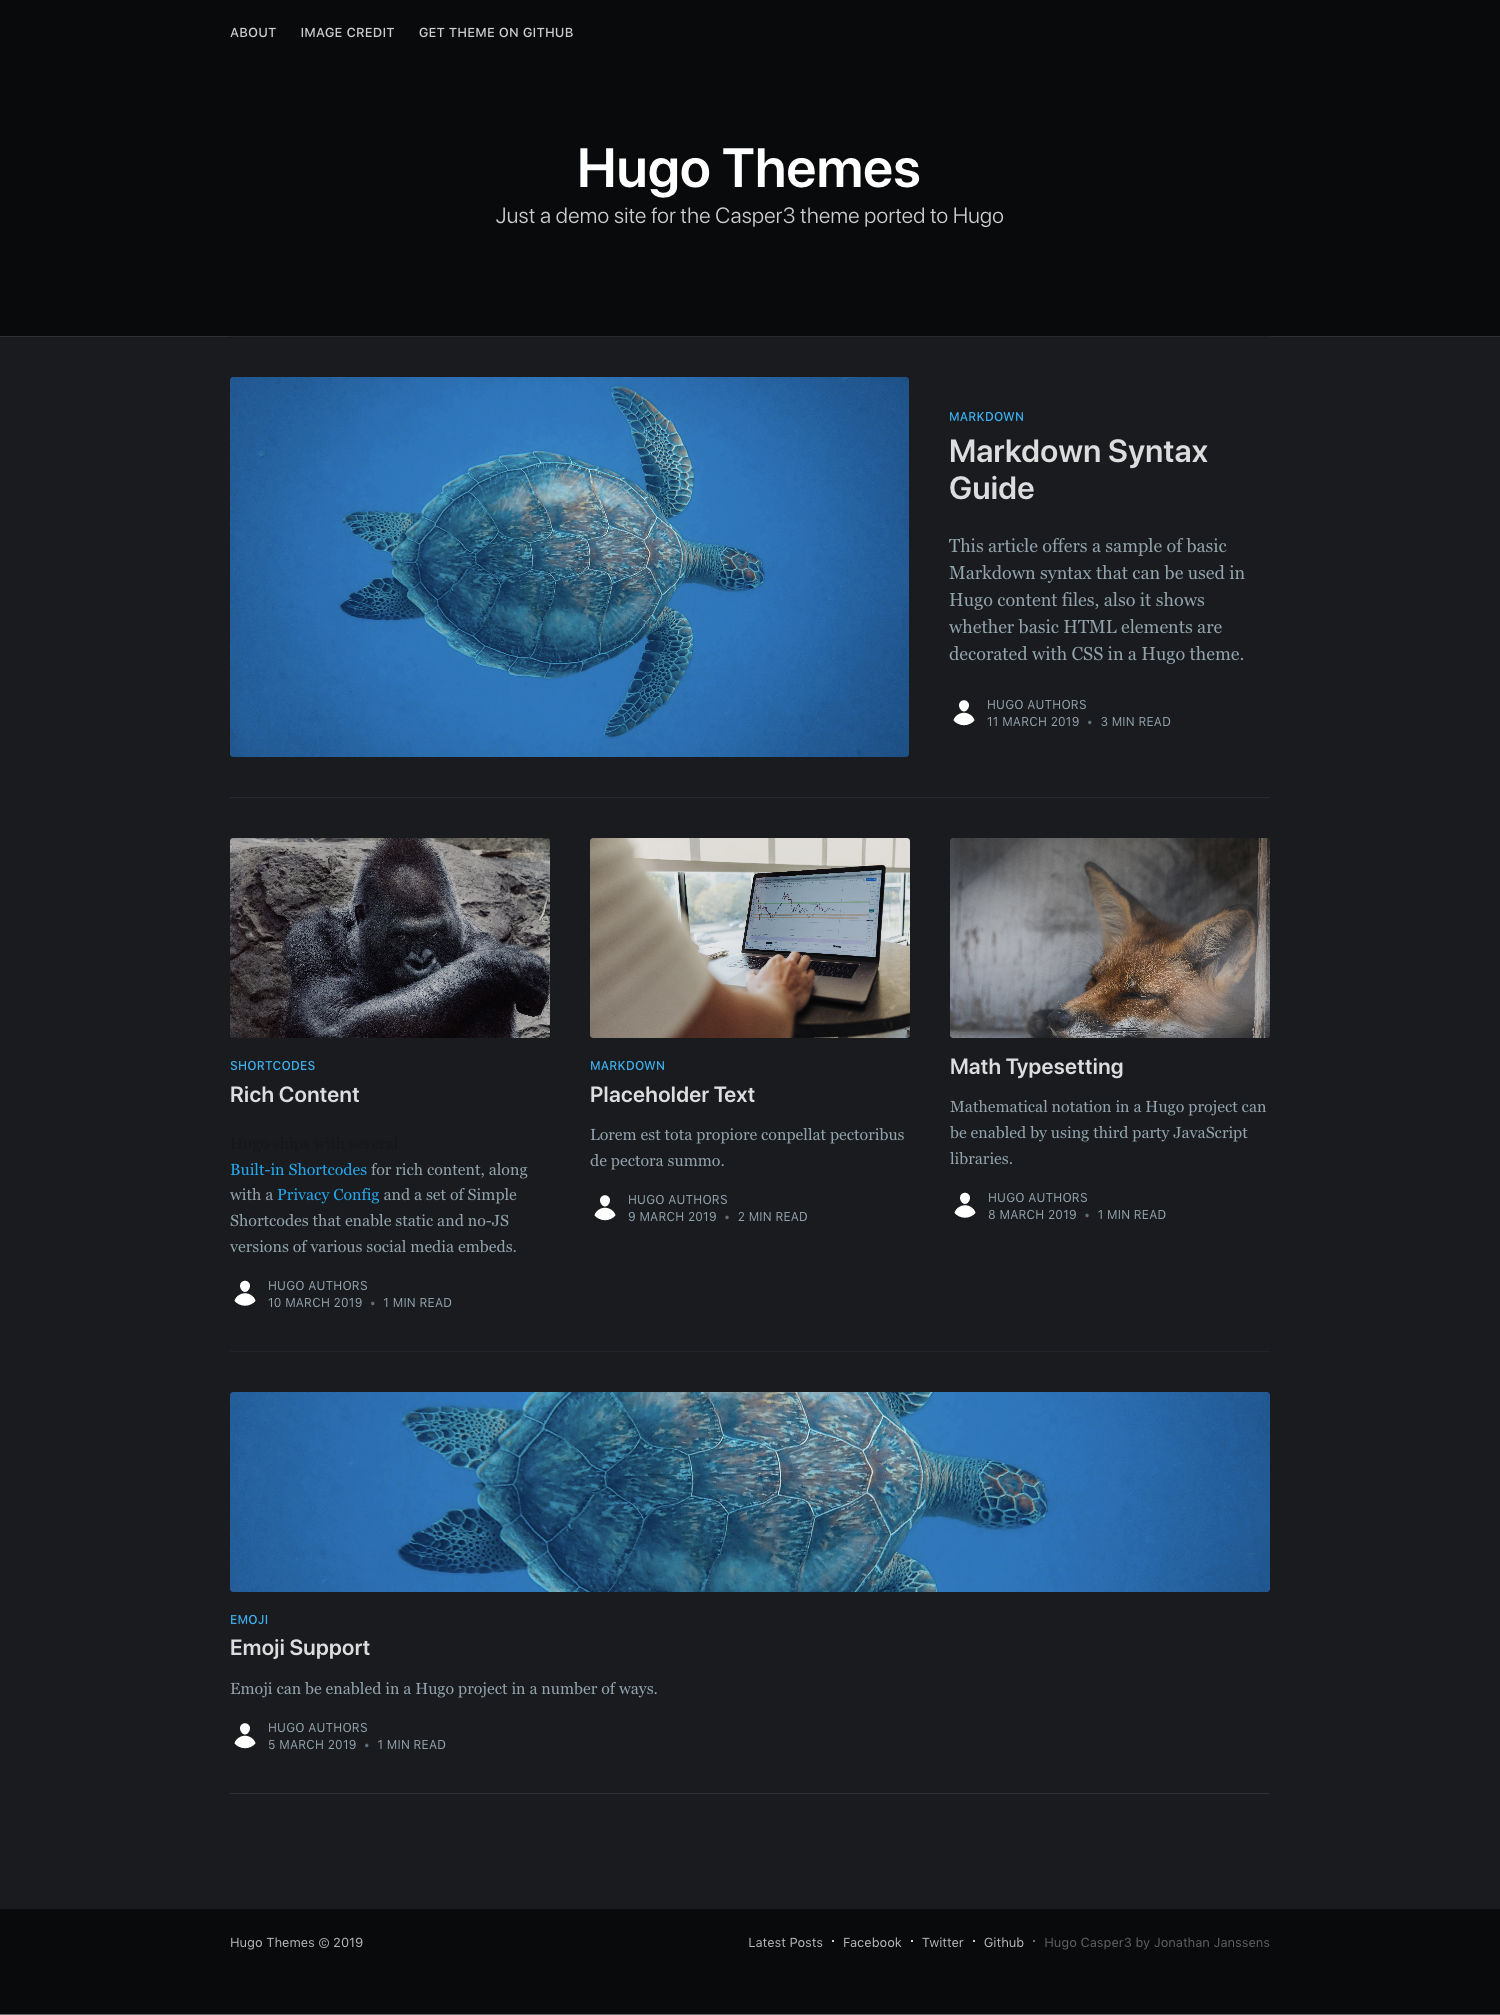 ABOUT IMAGE CREDIT GET THEME ON GITHUB
Hugo Themes
Just a demo site for the Casper3 theme ported to Hugo
MARKDOWN
Markdown Syntax
Guide
This article offers a sample of basic
Markdown syntax that can be used in
Hugo content files, also it shows
whether basic HTML elements are
decorated with CSS in a Hugo theme.
HUGO AUTHORS
11 MARCH 2019 • 3 MIN READ
SHORTCODES
Rich Content
Hugo ships with several
Built-in Shortcodes for rich content, along
with a Privacy Config and a set of Simple
Shortcodes that enable static and no-JS
versions of various social media embeds.
HUGO AUTHORS
10 MARCH 2019 • 1 MIN READ
MARKDOWN
Placeholder Text
Lorem est tota propiore conpellat pectoribus
de pectora summo.
HUGO AUTHORS
9 MARCH 2019 • 2 MIN READ
Math Typesetting
Mathematical notation in a Hugo project can
be enabled by using third party JavaScript
libraries.
HUGO AUTHORS
8 MARCH 2019 • 1 MIN READ
EMOJI
Emoji Support
Emoji can be enabled in a Hugo project in a number of ways.
HUGO AUTHORS
5 MARCH 2019 • 1 MIN READ
Hugo Themes © 2019
Latest Posts • Facebook • Twitter • Github • Hugo Casper3 by Jonathan Janssens